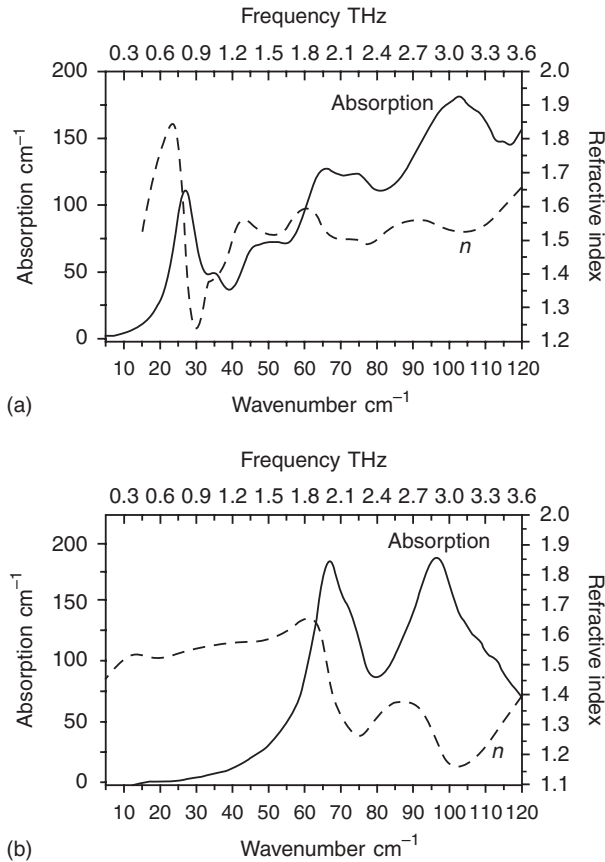 Frequency THz
0.3 0.6 0.9 1.2 1.5 1.8 2.1 2.4 2.7 3.0 3.3 3.6
200 2.0
Absorption
1.9
150 1.8
1.7
100 1.6
1.5
n
50 1.4
1.3
0 1.2
Absorption cm⁻¹
Refractive index
10 20 30 40 50 60 70 80 90 100 110 120
(a)
Wavenumber cm⁻¹
Frequency THz
0.3 0.6 0.9 1.2 1.5 1.8 2.1 2.4 2.7 3.0 3.3 3.6
2.0
200 Absorption 1.9
1.8
150 1.7
1.6
100 1.5
1.4
50 1.3
n 1.2
0 1.1
Absorption cm⁻¹
Refractive index
10 20 30 40 50 60 70 80 90 100 110 120
(b)
Wavenumber cm⁻¹